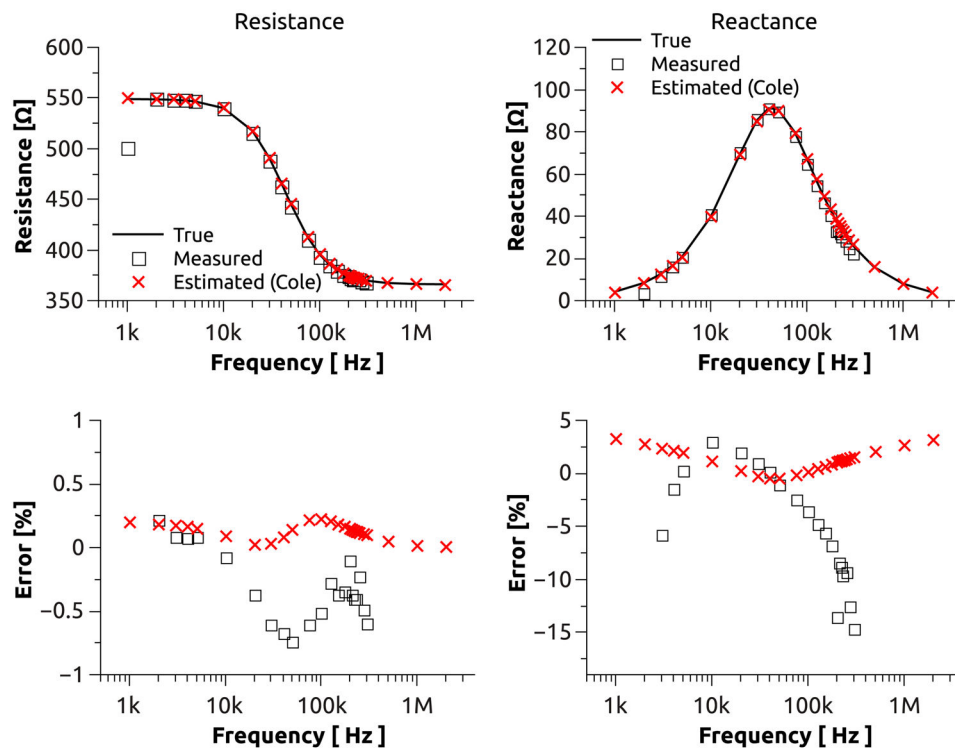 Resistance
600
550
500
450
400
350
Resistance [Ω]
True
Measured
Estimated (Cole)
1k
10k
100k
1M
Frequency [ Hz]
Reactance
120
100
80
60
40
20
0
Reactance [Ω]
True
Measured
Estimated (Cole)
1k
10k
100k
1M
Frequency [ Hz]
1
0.5
0
−0.5
−1
Error [%]
1k
10k
100k
1M
Frequency [ Hz]
5
0
−5
−10
−15
Error [%]
1k
10k
100k
1M
Frequency [ Hz]